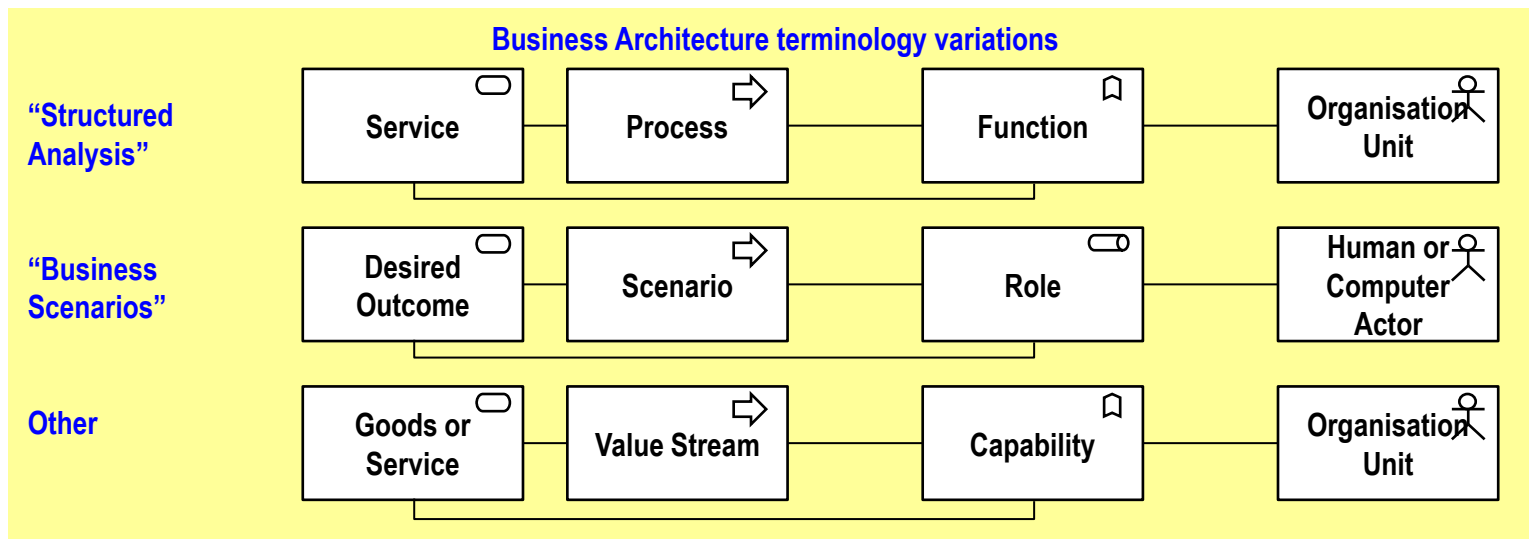 Business Architecture terminology variations
“Structured
Analysis”
Service
Process
Function
Organisation
Unit
“Business
Scenarios”
Desired
Outcome
Scenario
Role
Human or
Computer
Actor
Other
Goods or
Service
Value Stream
Capability
Organisation
Unit